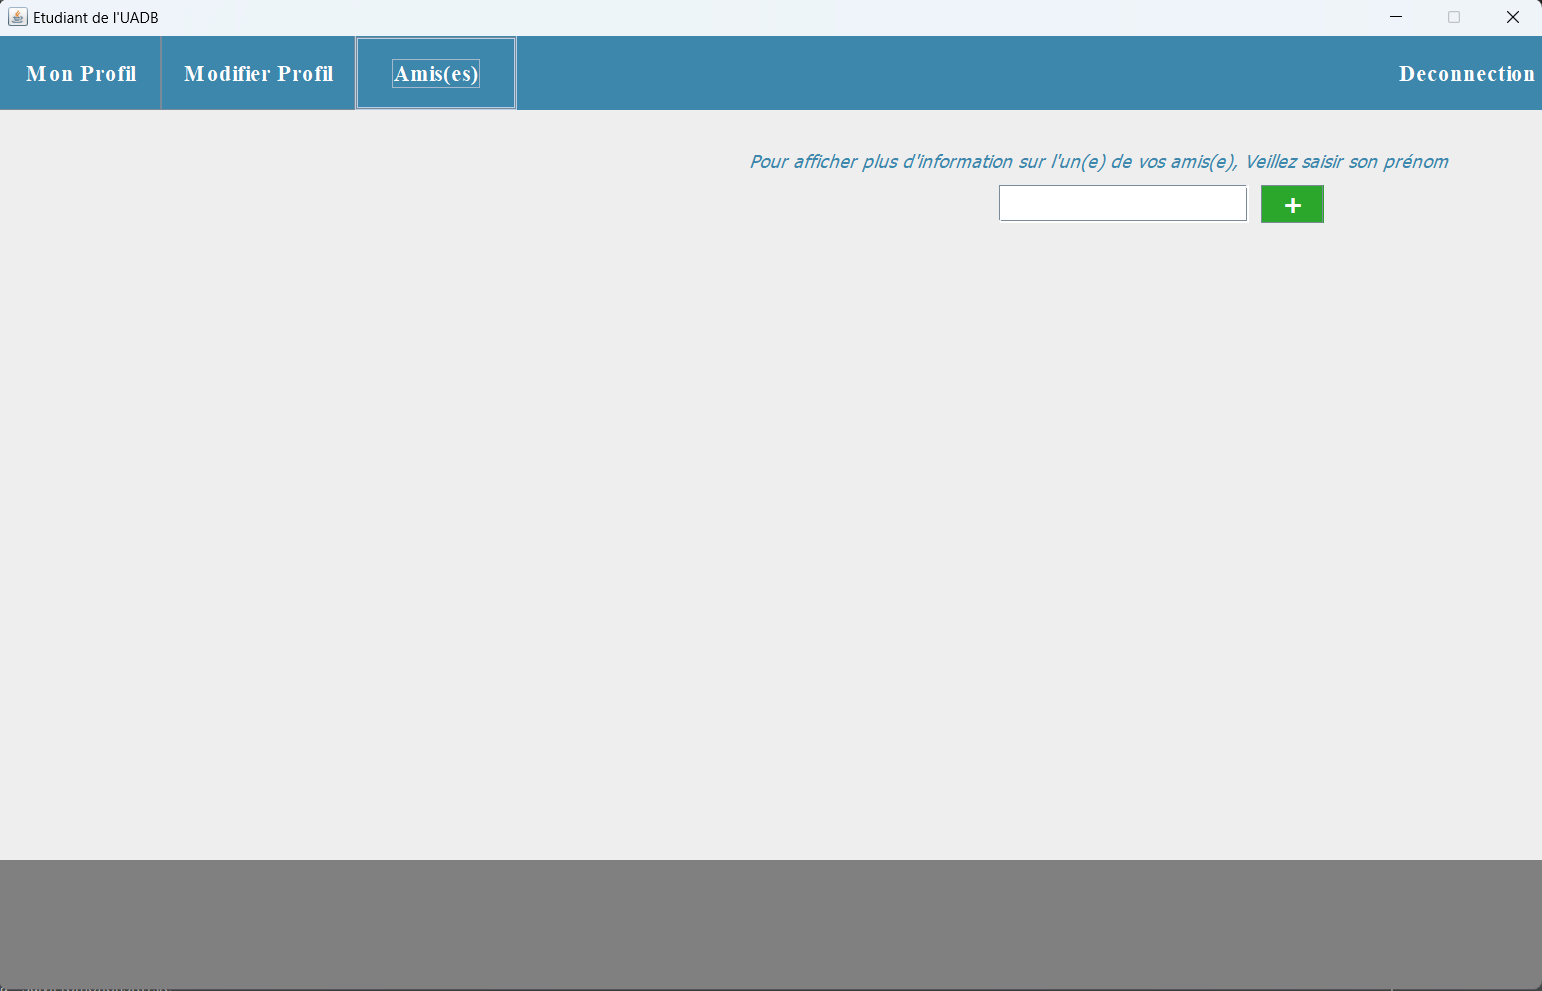 Etudiant de l'UADB
Mon Profil Modifier Profil Amis(es) Deconnection
Pour afficher plus d'information sur l'un(e) de vos amis(e), Veillez saisir son prénom
+